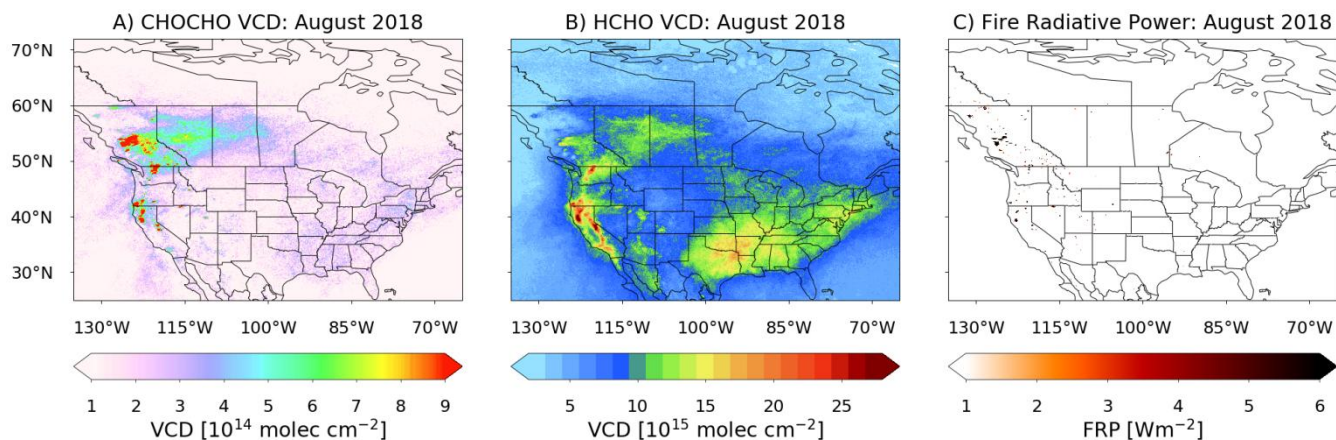 A) CHOCHO VCD: August 2018
B) HCHO VCD: August 2018
C) Fire Radiative Power: August 2018
70°N
60°N
50°N
40°N
30°N
130°W 115°W 100°W 85°W 70°W
130°W 115°W 100°W 85°W 70°W
130°W 115°W 100°W 85°W 70°W
1 2 3 4 5 6 7 8 9
5 10 15 20 25
1 2 3 4 5 6
VCD [10¹⁴ molec cm⁻²]
VCD [10¹⁵ molec cm⁻²]
FRP [Wm⁻²]